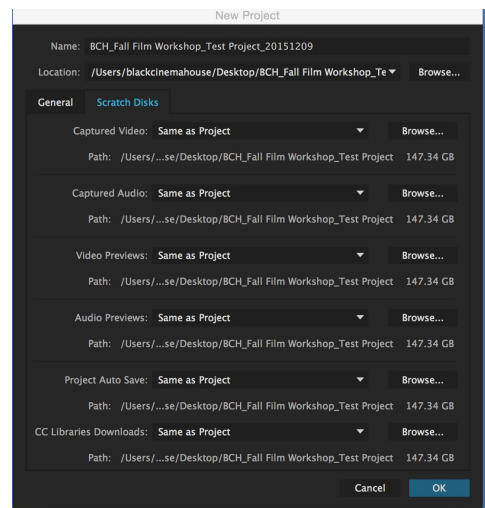 New Project
Name: BCH_Fall Film Workshop_Test Project_20151209
Location: /Users/blackcinemahouse/Desktop/BCH_Fall Film Workshop_Te Browse...
General Scratch Disks
Captured Video: Same as Project Browse...
Path: /Users/...se/Desktop/BCH_Fall Film Workshop_Test Project 147.34 GB
Captured Audio: Same as Project Browse...
Path: /Users/...se/Desktop/BCH_Fall Film Workshop_Test Project 147.34 GB
Video Previews: Same as Project Browse...
Path: /Users/...se/Desktop/BCH_Fall Film Workshop_Test Project 147.34 GB
Audio Previews: Same as Project Browse...
Path: /Users/...se/Desktop/BCH_Fall Film Workshop_Test Project 147.34 GB
Project Auto Save: Same as Project Browse...
Path: /Users/...se/Desktop/BCH_Fall Film Workshop_Test Project 147.34 GB
CC Libraries Downloads: Same as Project Browse...
Path: /Users/...se/Desktop/BCH_Fall Film Workshop_Test Project 147.34 GB
Cancel OK